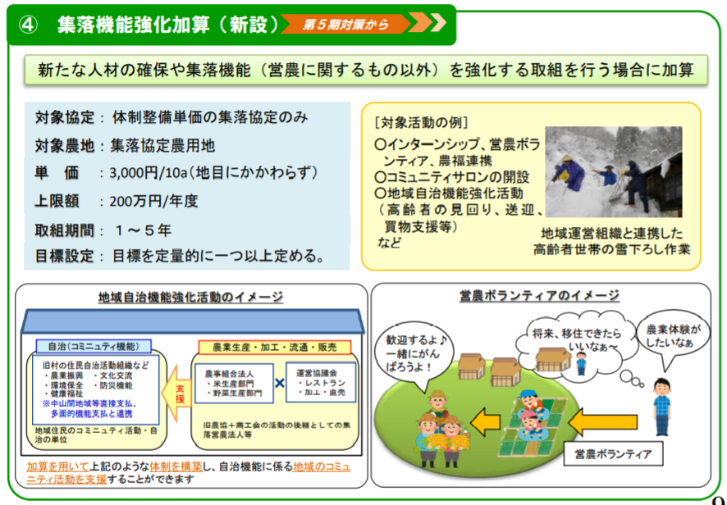 ④ 集落機能強化加算（新設） 第５期対策から
新たな人材の確保や集落機能（営農に関するもの以外）を強化する取組を行う場合に加算
対象協定： 体制整備単価の集落協定のみ
対象農地： 集落協定農用地
単　価　： 3,000円/10a（地目にかかわらず）
上限額　： 200万円/年度
取組期間： １～５年
目標設定： 目標を定量的に一つ以上定める。
［対象活動の例］
〇インターンシップ、営農ボラ
ンティア、農福連携
〇コミュニティサロンの開設
〇地域自治機能強化活動
（高齢者の見回り、送迎、
買物支援等）
など
地域運営組織と連携した
高齢者世帯の雪下ろし作業
地域自治機能強化活動のイメージ
自治（コミュニティ機能）
旧村の住民自治活動組織など
・農業振興　・文化交流
・環境保全　・防災機能
・健康福祉
※中山間地域等直接支払、
多面的機能支払と連携
地域住民のコミュニティ活動・自
治の単位
支援
農業生産・加工・流通・販売
農事組合法人
・米生産部門
・野菜生産部門
×
運営協議会
・レストラン
・加工・直売
旧農協＋商工会の活動の後継としての集
落営農法人等
加算を用いて上記のような体制を構築し、自治機能に係る地域のコミュ
ニティ活動を支援することができます
営農ボランティアのイメージ
歓迎するよ♪
一緒にがん
ばろうよ！
将来、移住できたら
いいなぁ～
農業体験が
したいなぁ
営農ボランティア
9